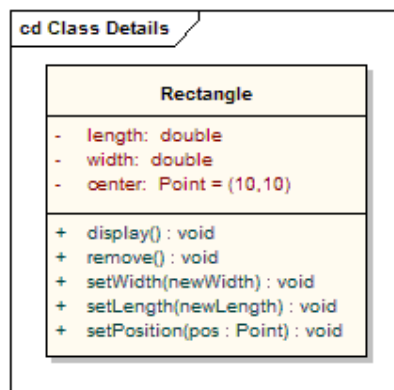 cd Class Details
Rectangle
- length: double
- width: double
- center: Point = (10,10)
+ display() : void
+ remove() : void
+ setWidth(newWidth) : void
+ setLength(newLength) : void
+ setPosition(pos : Point) : void